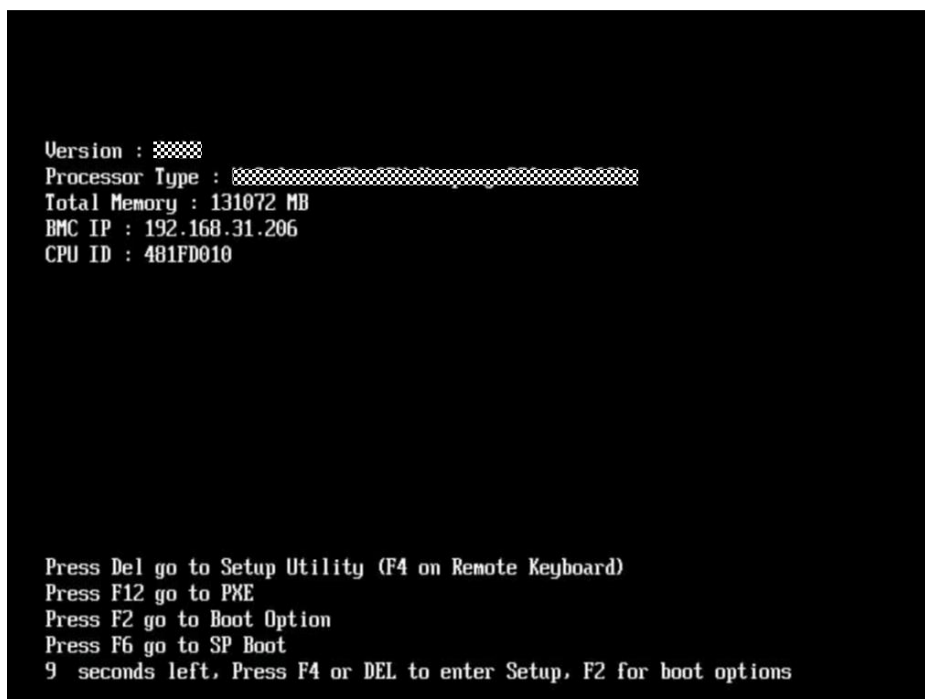 Version :
Processor Type :
Total Memory : 131072 MB
BMC IP : 192.168.31.206
CPU ID : 481FD010
Press Del go to Setup Utility (F4 on Remote Keyboard)
Press F12 go to PXE
Press F2 go to Boot Option
Press F6 go to SP Boot
9 seconds left, Press F4 or DEL to enter Setup, F2 for boot options